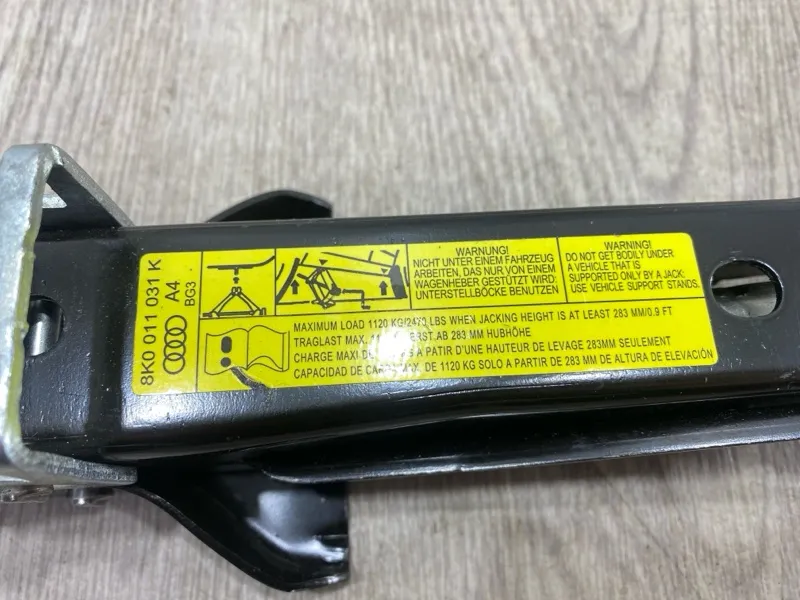 8K0 011 031 K
A4
BG3
WARNUNG!
NICHT UNTER EINEM FAHRZEUG
ARBEITEN, DAS NUR VON EINEM
WAGENHEBER GESTÜTZT WIRD:
UNTERSTELLBÖCKE BENUTZEN
WARNING!
DO NOT GET BODILY UNDER
A VEHICLE THAT IS
SUPPORTED ONLY BY A JACK:
USE VEHICLE SUPPORT STANDS.
MAXIMUM LOAD 1120 KG/2470 LBS WHEN JACKING HEIGHT IS AT LEAST 283 MM/0.9 FT
TRAGLAST MAX. ERST AB 283 MM HUBHÖHE
CHARGE A PATIR D'UNE HAUTEUR DE LEVAGE 283MM SEULEMENT
CAPACIDAD DE MAX. DE 1120 KG SOLO A PARTIR DE 283 MM DE ALTURA DE ELEVACIÓN